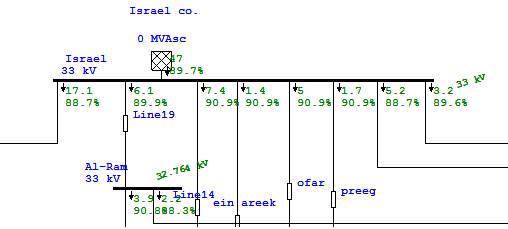 Israel co.
0 MVAsc
47
89.7%
Israel
33 kV
33 kV
17.1
88.7%
6.1
89.9%
7.4
90.9%
1.4
90.9%
5
90.9%
1.7
90.9%
5.2
88.7%
3.2
89.6%
Line19
Al-Ram
33 kV
32.764 kV
3.9
90.8%
2.2
88.3%
Line14
ein areek
ofar
preeg